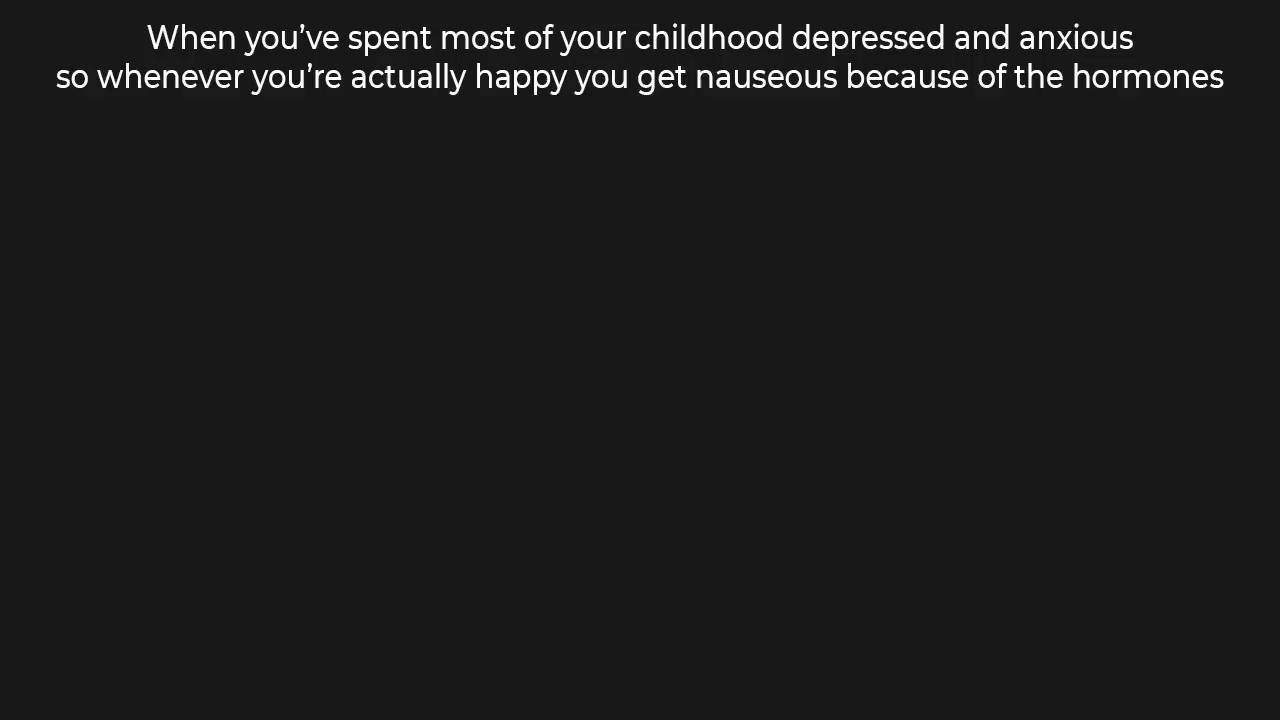 When you’ve spent most of your childhood depressed and anxious
so whenever you’re actually happy you get nauseous because of the hormones